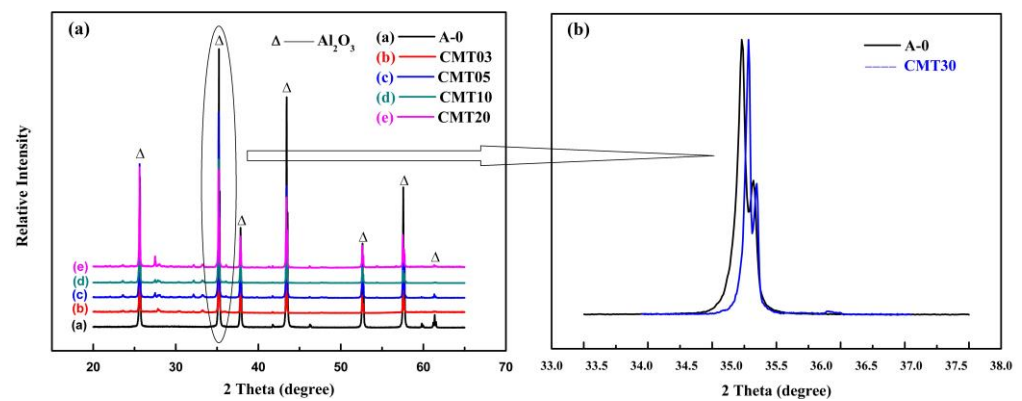 (a)
Δ —— Al₂O₃
(a) —— A-0
(b) —— CMT03
(c) —— CMT05
(d) —— CMT10
(e) —— CMT20
Δ
Δ
Δ
Δ
Δ
Δ
Δ
(e)
(d)
(c)
(b)
(a)
Relative Intensity
20 30 40 50 60 70
2 Theta (degree)
(b)
A-0
CMT30
33.5 34.0 34.5 35.0 35.5 36.0 36.5 37.0 37.5 38.0
2 Theta (degree)